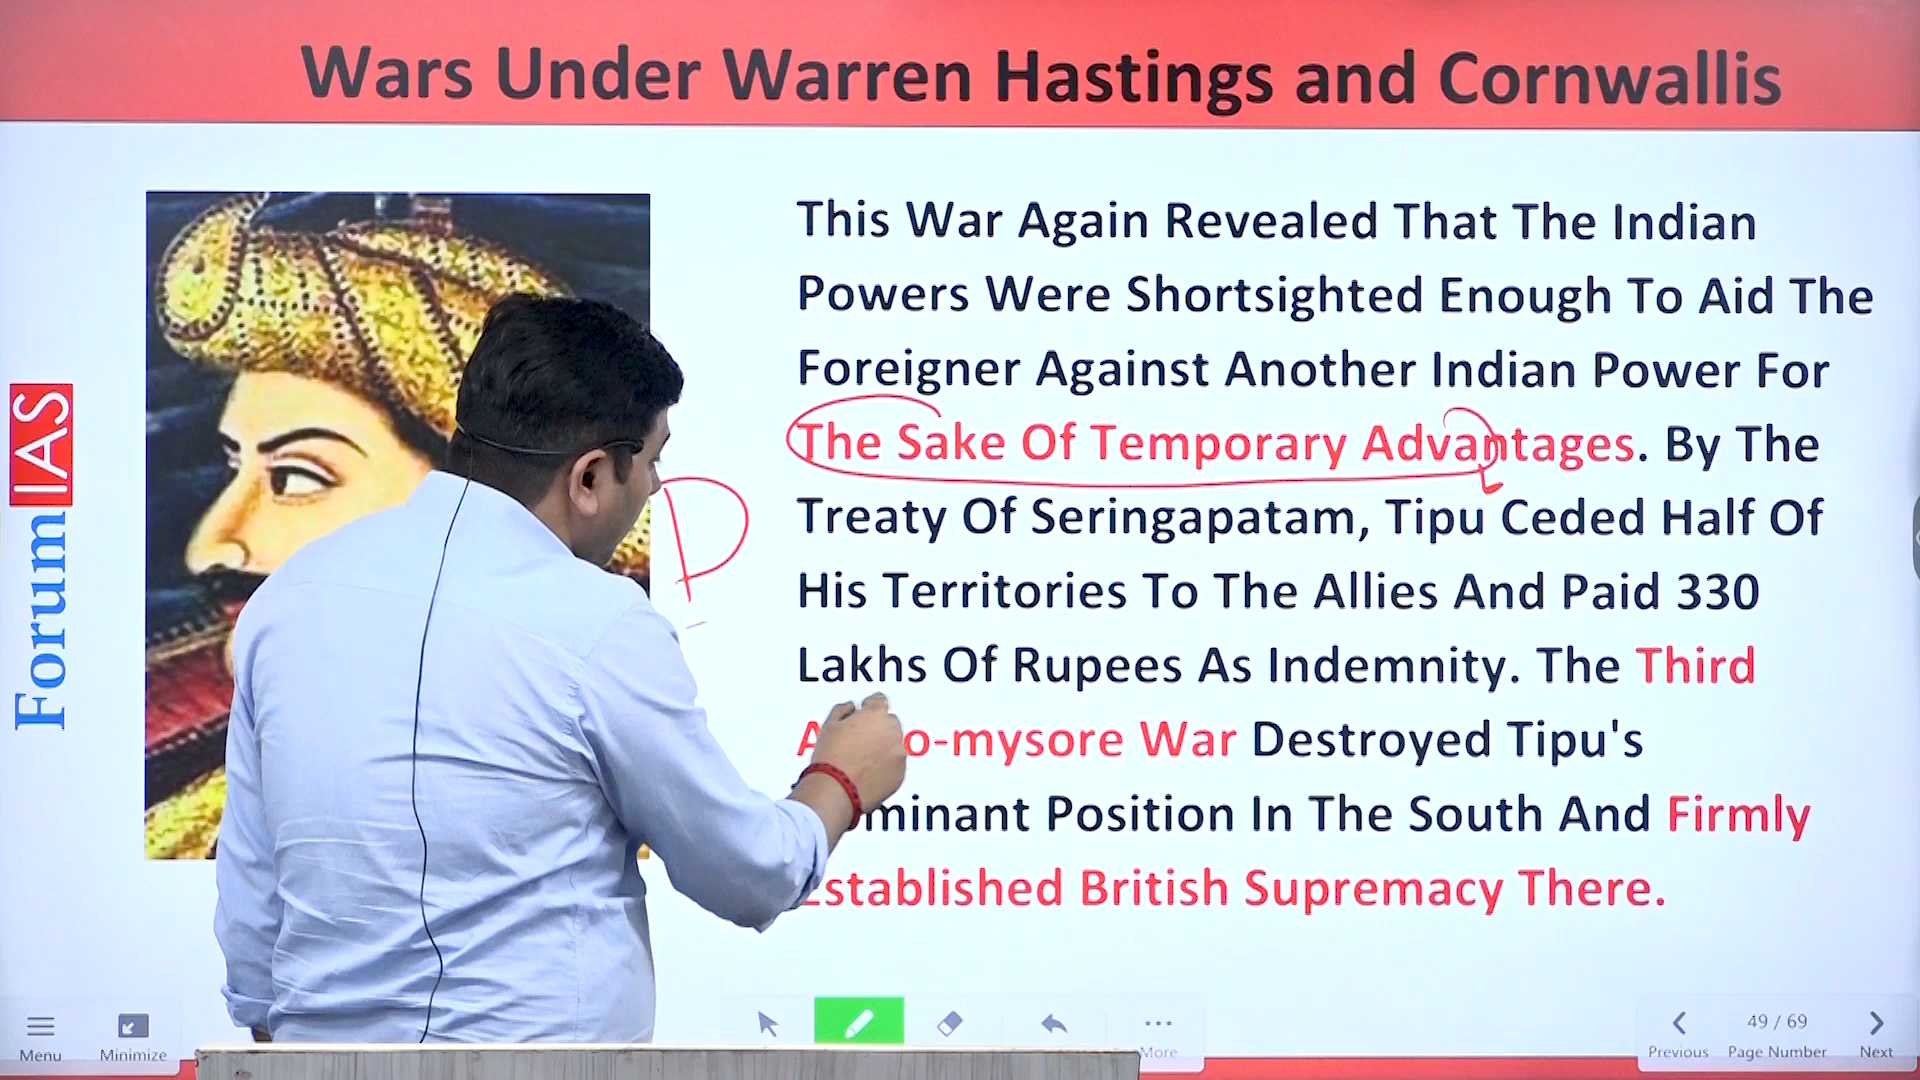 Wars Under Warren Hastings and Cornwallis
This War Again Revealed That The Indian
Powers Were Shortsighted Enough To Aid The
Foreigner Against Another Indian Power For
The Sake Of Temporary Advantages. By The
Treaty Of Seringapatam, Tipu Ceded Half Of
His Territories To The Allies And Paid 330
Lakhs Of Rupees As Indemnity. The Third
o-mysore War Destroyed Tipu's
minant Position In The South And Firmly
stablished British Supremacy There.
ForumIAS
P
Menu
Minimize
More
49 / 69
Previous Page Number Next